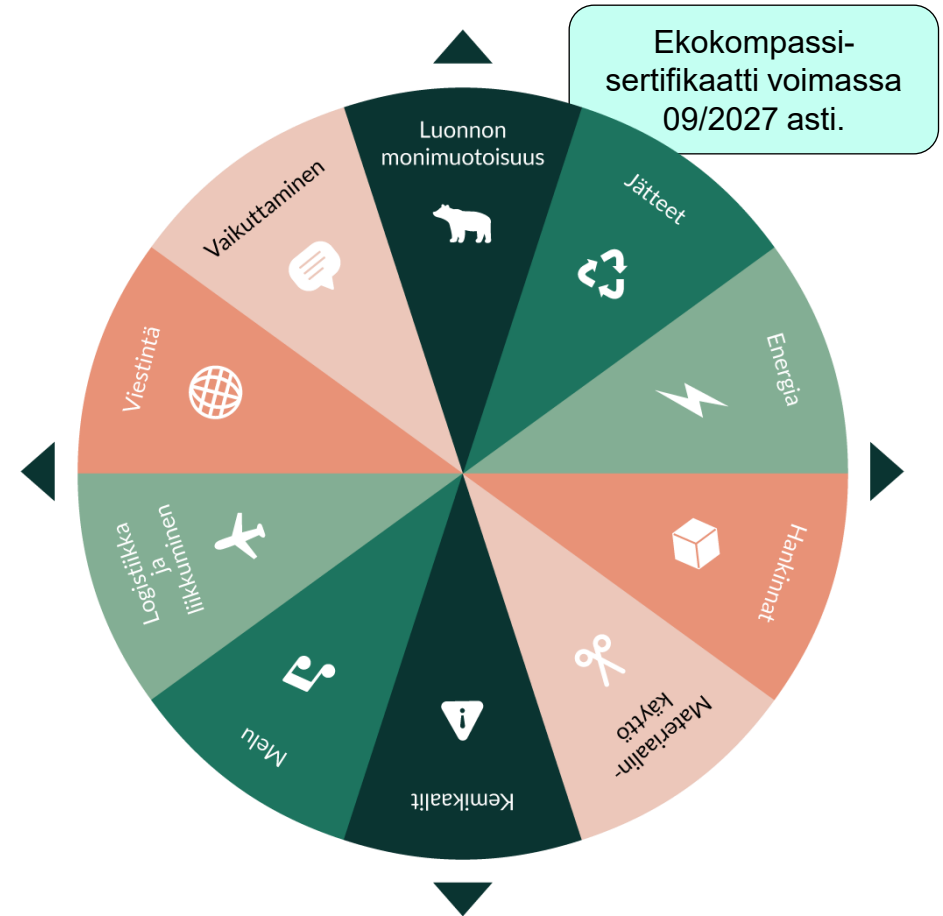 Ekokompassi-
sertifikaatti voimassa
09/2027 asti.
Luonnon
monimuotoisuus
Jätteet
Energia
Hankinnat
Materiaalin-
käyttö
Kemikaalit
Melu
Logistiikka
ja
liikkuminen
Viestintä
Vaikuttaminen